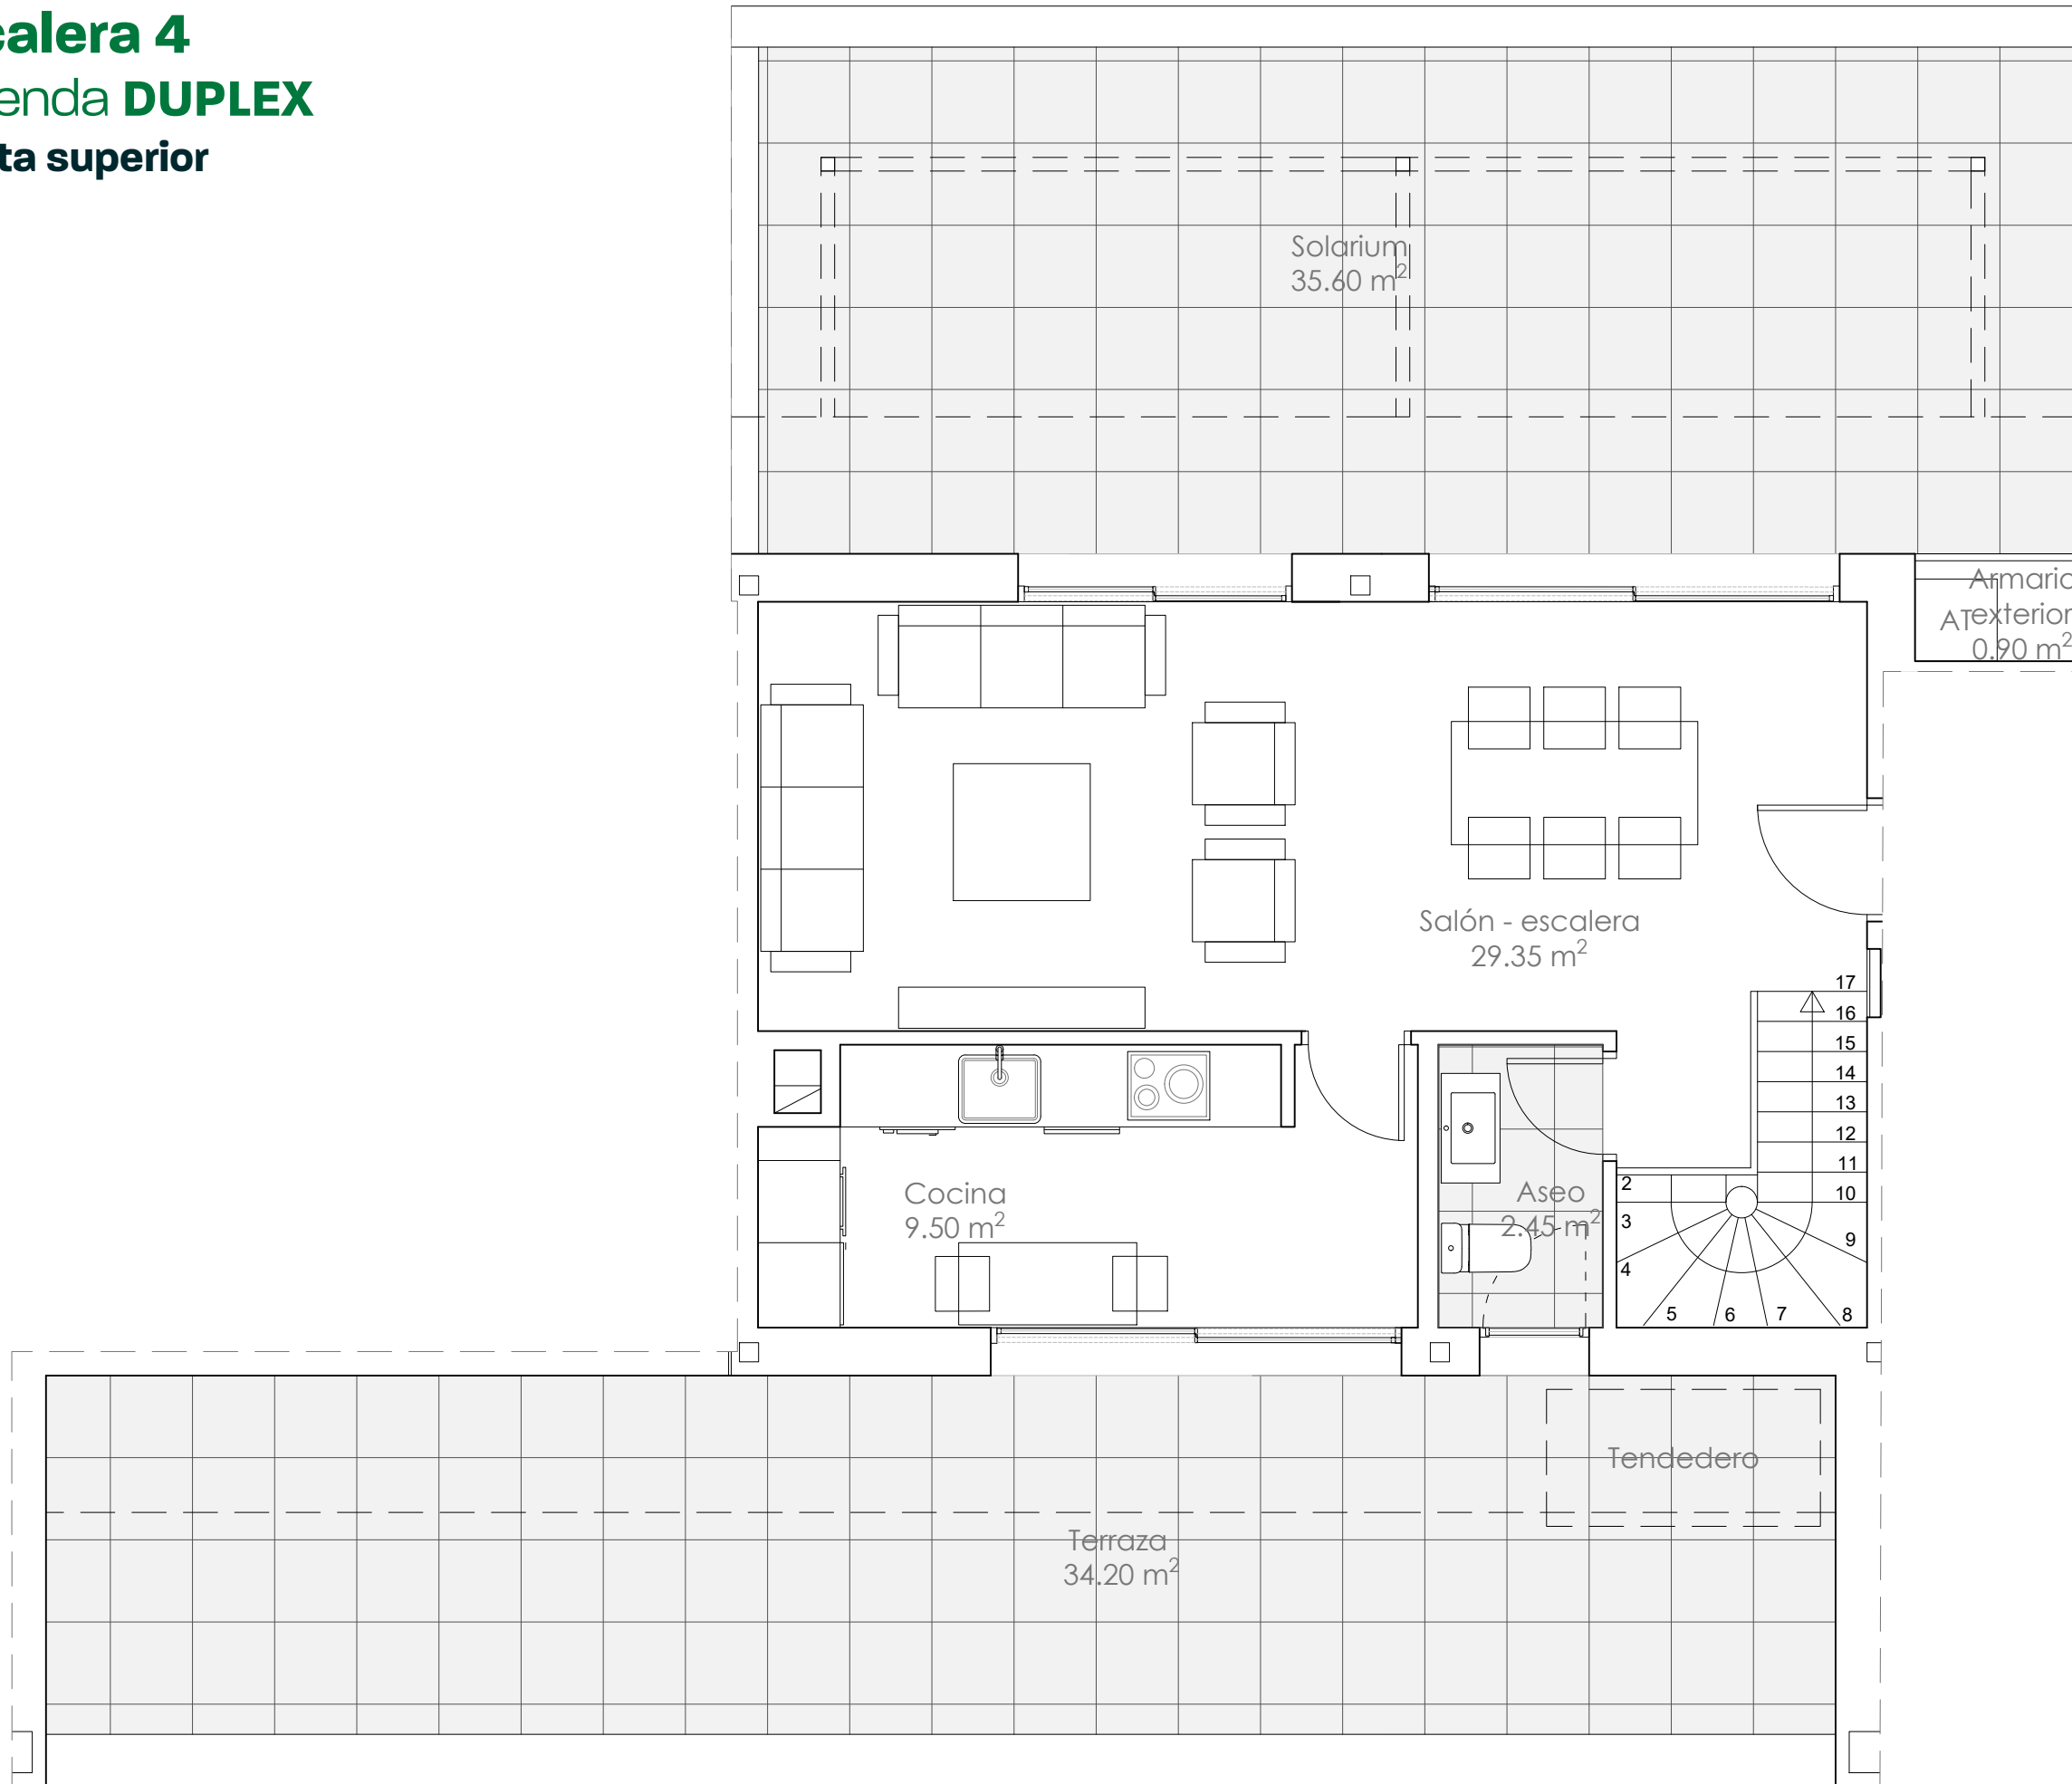 calera 4
enda DUPLEX
ta superior
Solarium
35.60 m²
Armario
exterior
AT
0.90 m²
Salón - escalera
29.35 m²
17
16
15
14
13
12
11
10
9
8
7
6
5
4
3
2
Cocina
9.50 m²
Aseo
2.45 m²
Tendedero
Terraza
34.20 m²